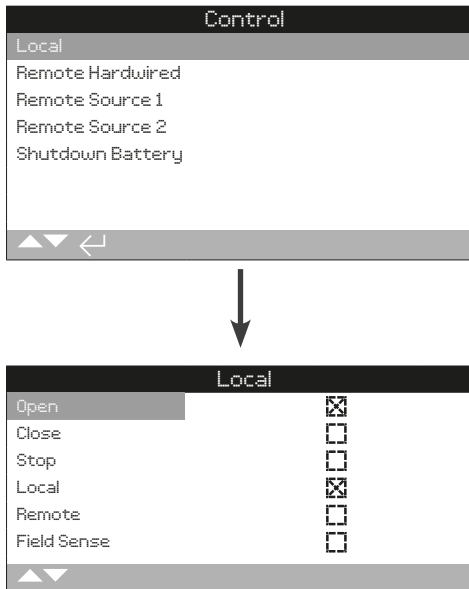 Control
Local
Remote Hardwired
Remote Source 1
Remote Source 2
Shutdown Battery
Local
Open
Close
Stop
Local
Remote
Field Sense